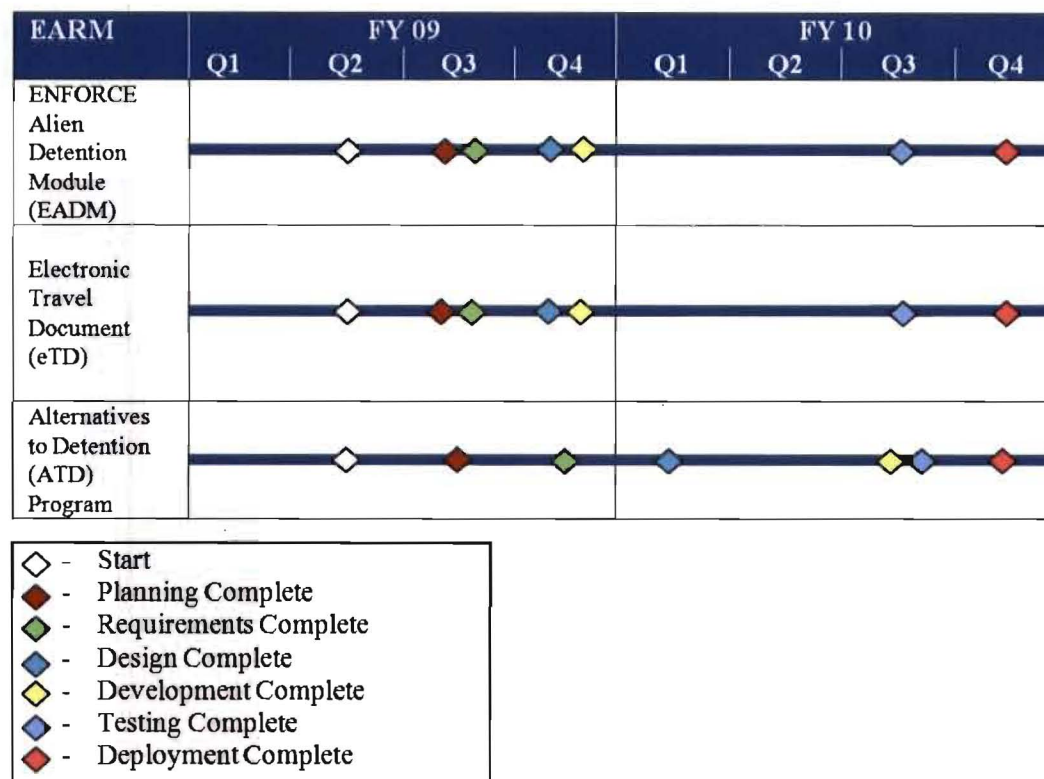 EARM FY 09 FY 10
Q1 Q2 Q3 Q4 Q1 Q2 Q3 Q4
ENFORCE
Alien
Detention
Module
(EADM)
Electronic
Travel
Document
(eTD)
Alternatives
to Detention
(ATD)
Program
- Start
- Planning Complete
- Requirements Complete
- Design Complete
- Development Complete
- Testing Complete
- Deployment Complete